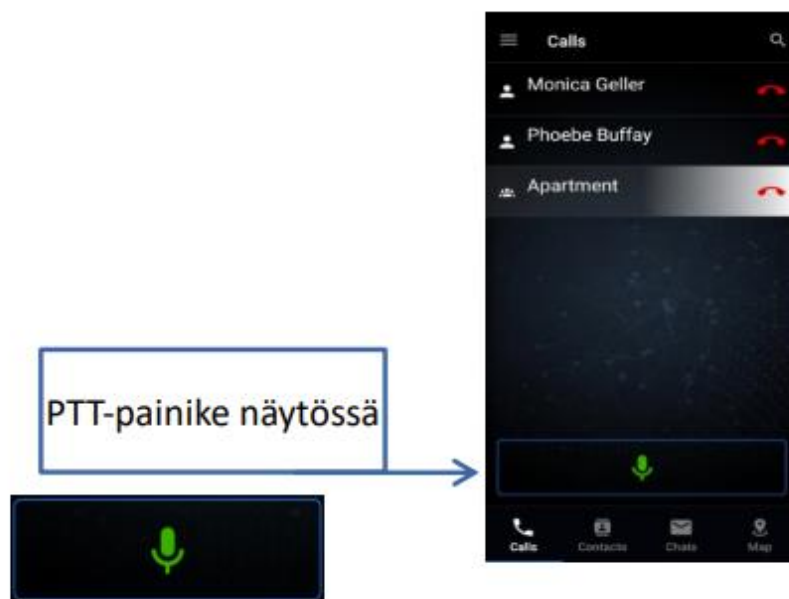 Calls
Monica Geller
Phoebe Buffay
Apartment
PTT-painike näytössä
Calls Contacts Chats Map